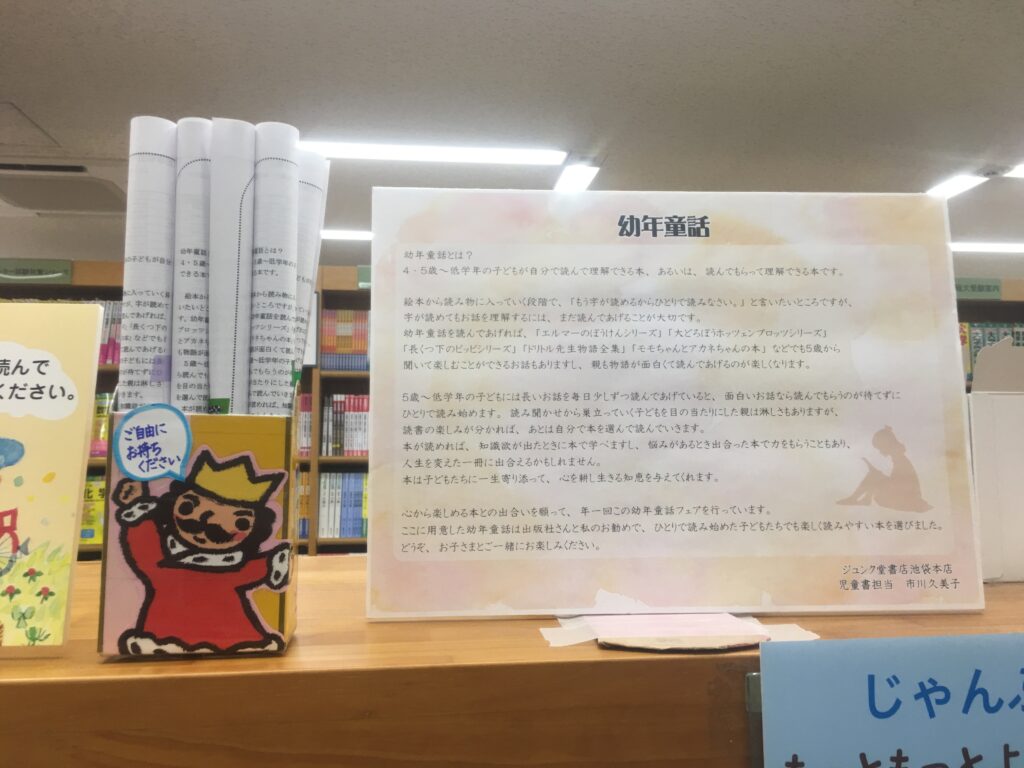 幼年童話
幼年童話とは？
4・5歳～低学年の子どもが自分で読んで理解できる本、あるいは、読んでもらって理解できる本です。
絵本から読み物に入っていく段階で、「もう字が読めるからひとりで読みなさい。」と言いたいところですが、
字が読めてもお話を理解するには、まだ読んであげることが大切です。
幼年童話を読んであげれば、「エルマーのぼうけんシリーズ」「大どろぼうホッツェンプロッツシリーズ」
「長くつ下のピッピシリーズ」「ドリトル先生物語全集」「モモちゃんとアカネちゃんの本」などでも5歳から
聞いて楽しむことができるお話もありますし、親も物語が面白くて読んであげるのが楽しくなります。
5歳～低学年の子どもには長いお話を毎日少しずつ読んであげていると、面白いお話なら読んでもらうのが待てずに
ひとりで読み始めます。読み聞かせから巣立っていく子どもを目の当たりにした親は淋しさもありますが、
読書の楽しみが分かれば、あとは自分で本を選んで読んでいきます。
本が読めれば、知識欲が出たときに本で学べますし、悩みがあるとき出合った本で力をもらうこともあり、
人生を変えた一冊に出合えるかもしれません。
本は子どもたちに一生寄り添って、心を耕し生きる知恵を与えてくれます。
心から楽しめる本との出合いを願って、年一回この幼年童話フェアを行っています。
ここに用意した幼年童話は出版社さんと私のお勧めで、ひとりで読み始めた子どもたちでも楽しく読みやすい本を選びました。
どうぞ、お子さまとご一緒にお楽しみください。
ジュンク堂書店池袋本店
児童書担当　市川久美子
ご自由に
お持ち
ください
読んで
ください。
じゃんぷ
もっともっとよ